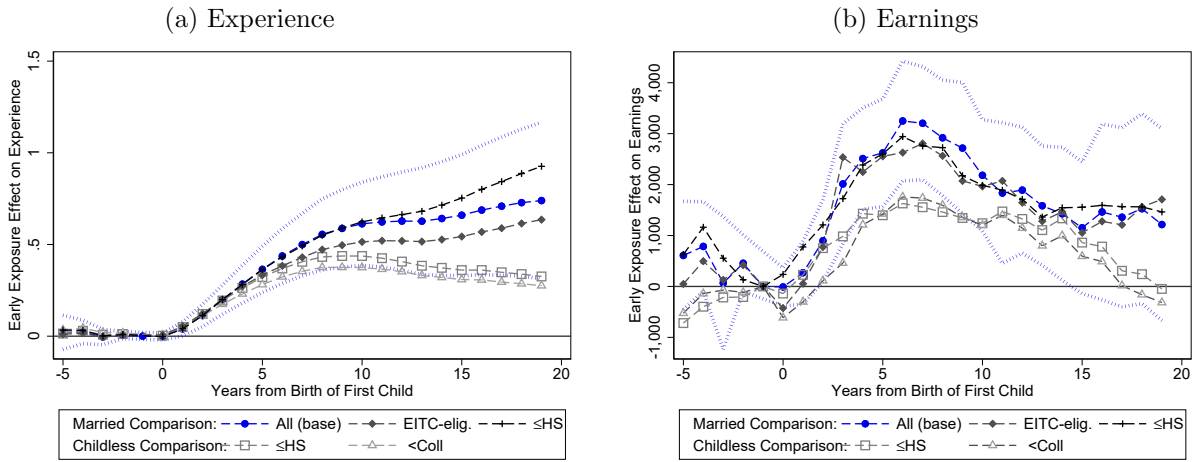 (a) Experience
Early Exposure Effect on Experience
1.5
1
.5
0
-5 0 5 10 15 20
Years from Birth of First Child
Married Comparison: All (base) EITC-elig. ≤HS
Childless Comparison: ≤HS <Coll
(b) Earnings
Early Exposure Effect on Earnings
4,000
3,000
2,000
1,000
0
-1,000
-5 0 5 10 15 20
Years from Birth of First Child
Married Comparison: All (base) EITC-elig. ≤HS
Childless Comparison: ≤HS <Coll